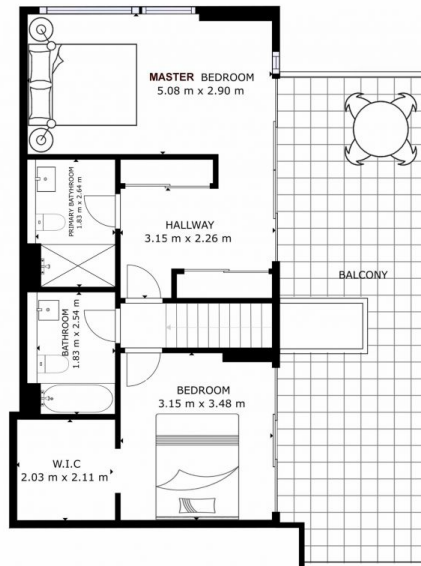 MASTER BEDROOM
5.08 m x 2.90 m
PRIMARY BATYHROOM
1.83 m x 2.64 m
HALLWAY
3.15 m x 2.26 m
BALCONY
BATHROOM
1.83 m x 2.54 m
BEDROOM
3.15 m x 3.48 m
W.I.C
2.03 m x 2.11 m